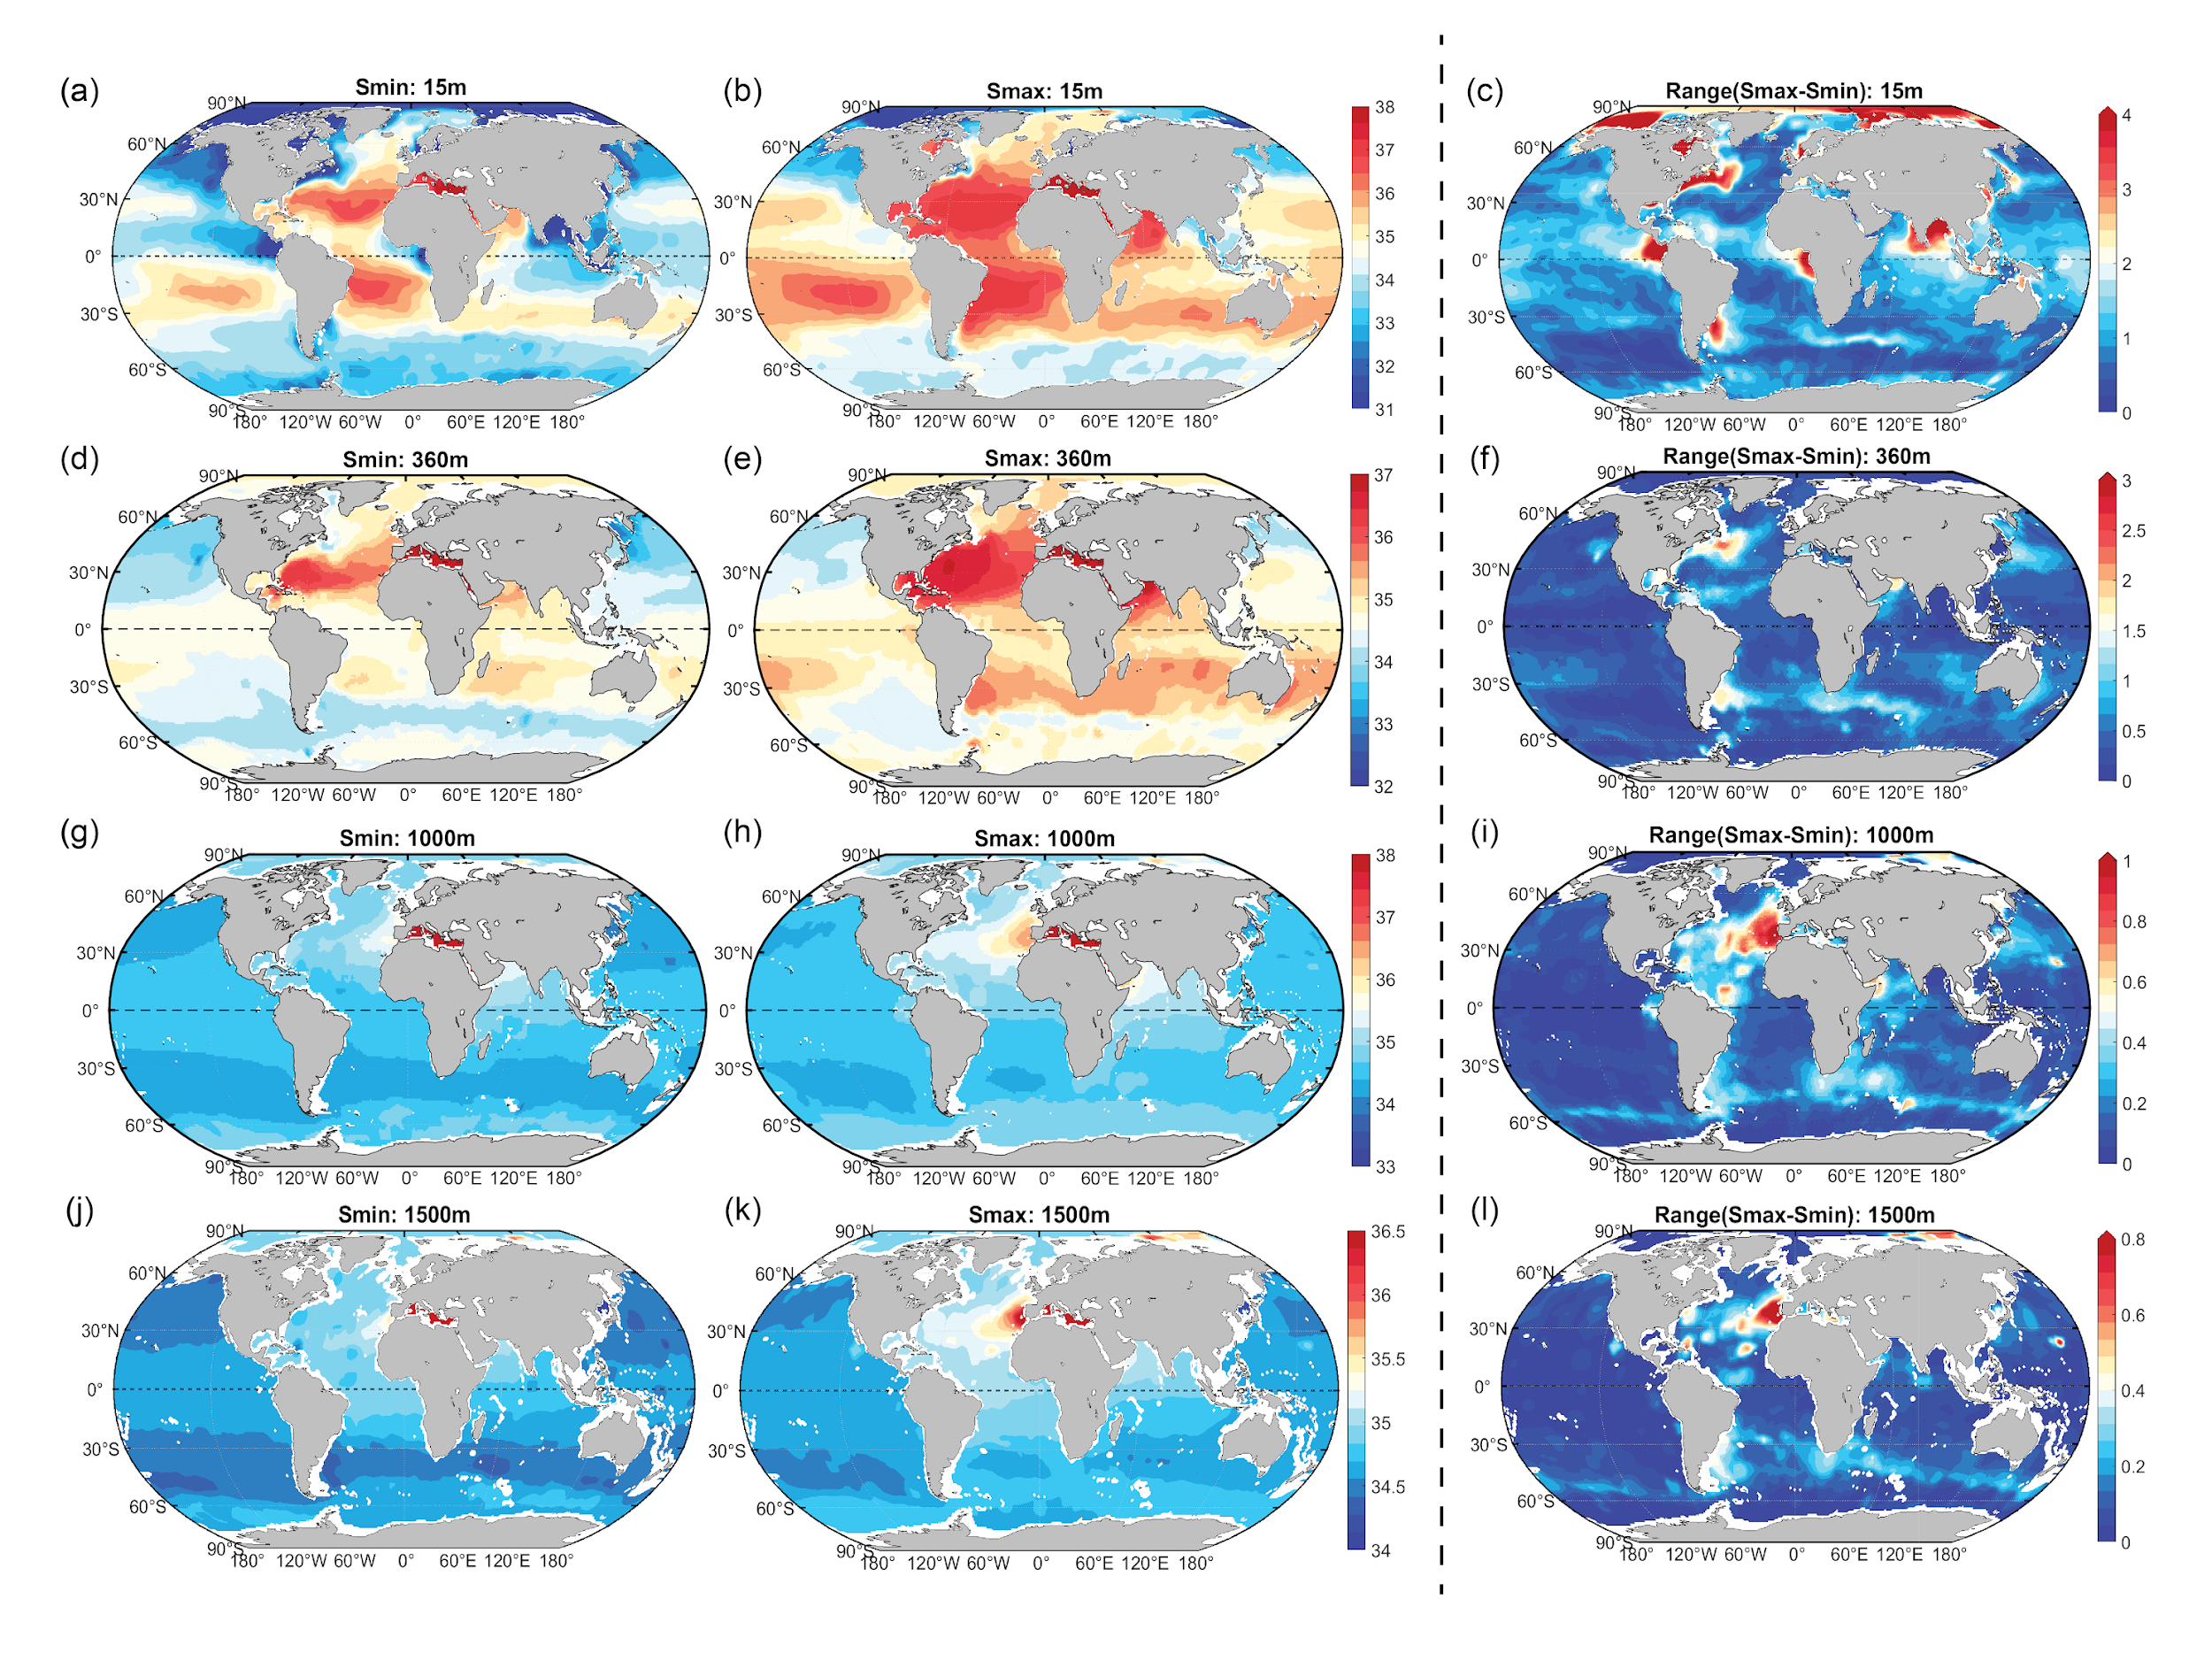 (a)
Smin: 15m
90°N
60°N
30°N
0°
30°S
60°S
90°S
180° 120°W 60°W 0° 60°E 120°E 180°
(b)
Smax: 15m
90°N
60°N
30°N
0°
30°S
60°S
90°S
180° 120°W 60°W 0° 60°E 120°E 180°
38
37
36
35
34
33
32
31
(c)
Range(Smax-Smin): 15m
90°N
60°N
30°N
0°
30°S
60°S
90°S
180° 120°W 60°W 0° 60°E 120°E 180°
4
3
2
1
0
(d)
Smin: 360m
90°N
60°N
30°N
0°
30°S
60°S
90°S
180° 120°W 60°W 0° 60°E 120°E 180°
(e)
Smax: 360m
90°N
60°N
30°N
0°
30°S
60°S
90°S
180° 120°W 60°W 0° 60°E 120°E 180°
37
36
35
34
33
32
(f)
Range(Smax-Smin): 360m
90°N
60°N
30°N
0°
30°S
60°S
90°S
180° 120°W 60°W 0° 60°E 120°E 180°
3
2.5
2
1.5
1
0.5
0
(g)
Smin: 1000m
90°N
60°N
30°N
0°
30°S
60°S
90°S
180° 120°W 60°W 0° 60°E 120°E 180°
(h)
Smax: 1000m
90°N
60°N
30°N
0°
30°S
60°S
90°S
180° 120°W 60°W 0° 60°E 120°E 180°
38
37
36
35
34
33
(i)
Range(Smax-Smin): 1000m
90°N
60°N
30°N
0°
30°S
60°S
90°S
180° 120°W 60°W 0° 60°E 120°E 180°
1
0.8
0.6
0.4
0.2
0
(j)
Smin: 1500m
90°N
60°N
30°N
0°
30°S
60°S
90°S
180° 120°W 60°W 0° 60°E 120°E 180°
(k)
Smax: 1500m
90°N
60°N
30°N
0°
30°S
60°S
90°S
180° 120°W 60°W 0° 60°E 120°E 180°
36.5
36
35.5
35
34.5
34
(l)
Range(Smax-Smin): 1500m
90°N
60°N
30°N
0°
30°S
60°S
90°S
180° 120°W 60°W 0° 60°E 120°E 180°
0.8
0.6
0.4
0.2
0